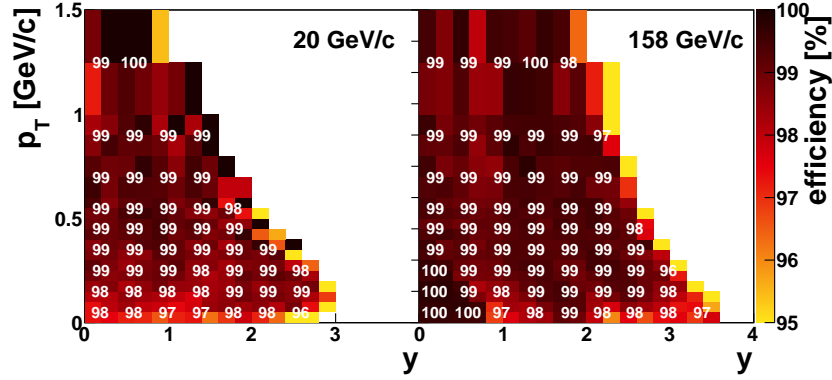 1.5 20 GeV/c 158 GeV/c 100
99 100 99 99 99 100 98
99
1
99 99 99 99 99 99 99 99 99 97
98
99 99 99 99 99 99 99 99 99 99
97
0.5 99 99 99 99 98 99 99 99 99 99 99
99 99 99 99 99 99 99 99 99 99 99 98
99 99 99 99 99 99 99 99 99 99 99 99 99
96
99 99 99 98 99 99 98 100 99 99 99 99 99 99 96
98 98 98 98 99 99 99 100 99 98 99 99 99 99
98 98 97 97 98 98 96 100 100 97 98 99 98 98 98 97
0 95
0 1 2 3 0 1 2 3 4
y y
p_T [GeV/c]
efficiency [%]